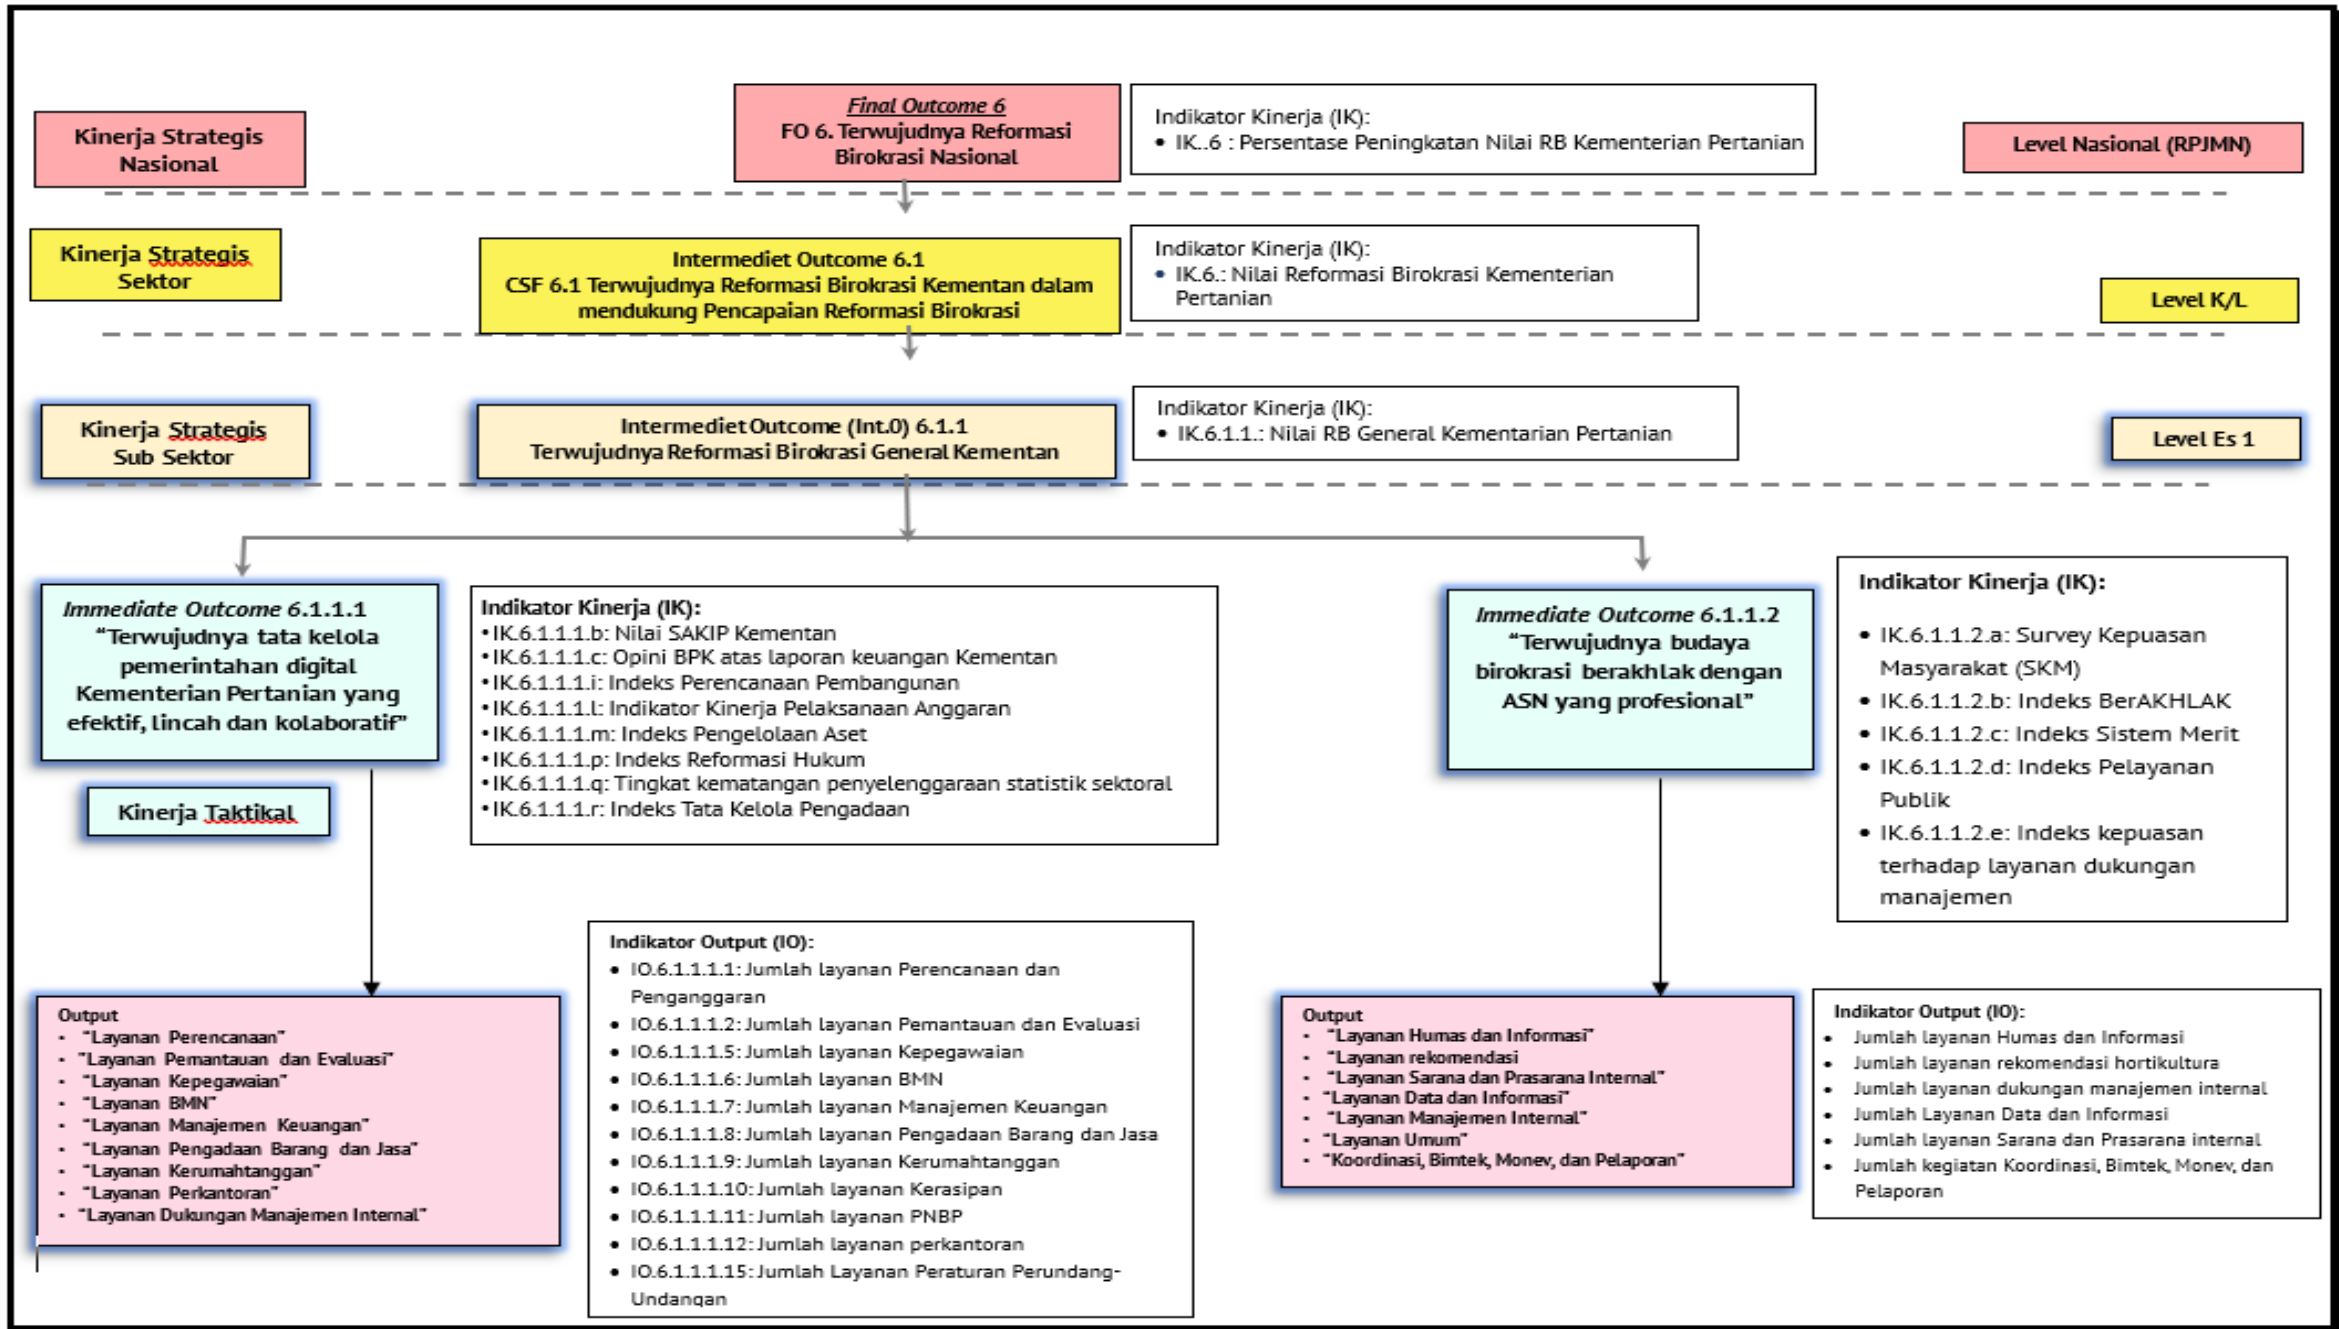 Kinerja Strategis
Nasional
Final Outcome 6
FO 6. Terwujudnya Reformasi
Birokrasi Nasional
Indikator Kinerja (IK):
• IK..6 : Persentase Peningkatan Nilai RB Kementerian Pertanian
Level Nasional (RPJMN)
Kinerja Strategis
Sektor
Intermediet Outcome 6.1
CSF 6.1 Terwujudnya Reformasi Birokrasi Kementan dalam
mendukung Pencapaian Reformasi Birokrasi
Indikator Kinerja (IK):
• IK.6.: Nilai Reformasi Birokrasi Kementerian
Pertanian
Level K/L
Kinerja Strategis
Sub Sektor
Intermediet Outcome (Int.0) 6.1.1
Terwujudnya Reformasi Birokrasi General Kementan
Indikator Kinerja (IK):
• IK.6.1.1.: Nilai RB General Kementarian Pertanian
Level Es 1
Immediate Outcome 6.1.1.1
“Terwujudnya tata kelola
pemerintahan digital
Kementerian Pertanian yang
efektif, lincah dan kolaboratif”
Kinerja Taktikal
Indikator Kinerja (IK):
• IK.6.1.1.1.b: Nilai SAKIP Kementan
• IK.6.1.1.1.c: Opini BPK atas laporan keuangan Kementan
• IK.6.1.1.1.i: Indeks Perencanaan Pembangunan
• IK.6.1.1.1.l: Indikator Kinerja Pelaksanaan Anggaran
• IK.6.1.1.1.m: Indeks Pengelolaan Aset
• IK.6.1.1.1.p: Indeks Reformasi Hukum
• IK.6.1.1.1.q: Tingkat kematangan penyelenggaraan statistik sektoral
• IK.6.1.1.1.r: Indeks Tata Kelola Pengadaan
Immediate Outcome 6.1.1.2
“Terwujudnya budaya
birokrasi berakhlak dengan
ASN yang profesional”
Indikator Kinerja (IK):
• IK.6.1.1.2.a: Survey Kepuasan
Masyarakat (SKM)
• IK.6.1.1.2.b: Indeks BerAKHLAK
• IK.6.1.1.2.c: Indeks Sistem Merit
• IK.6.1.1.2.d: Indeks Pelayanan
Publik
• IK.6.1.1.2.e: Indeks kepuasan
terhadap layanan dukungan
manajemen
Output
• “Layanan Perencanaan”
• “Layanan Pemantauan dan Evaluasi”
• “Layanan Kepegawaian”
• “Layanan BMN”
• “Layanan Manajemen Keuangan”
• “Layanan Pengadaan Barang dan Jasa”
• “Layanan Kerumahtanggan”
• “Layanan Perkantoran”
• “Layanan Dukungan Manajemen Internal”
Indikator Output (IO):
• IO.6.1.1.1.1: Jumlah layanan Perencanaan dan
Penganggaran
• IO.6.1.1.1.2: Jumlah layanan Pemantauan dan Evaluasi
• IO.6.1.1.1.5: Jumlah layanan Kepegawaian
• IO.6.1.1.1.6: Jumlah layanan BMN
• IO.6.1.1.1.7: Jumlah layanan Manajemen Keuangan
• IO.6.1.1.1.8: Jumlah layanan Pengadaan Barang dan Jasa
• IO.6.1.1.1.9: Jumlah layanan Kerumahtanggan
• IO.6.1.1.1.10: Jumlah layanan Kerasipan
• IO.6.1.1.1.11: Jumlah layanan PNBP
• IO.6.1.1.1.12: Jumlah layanan perkantoran
• IO.6.1.1.1.15: Jumlah Layanan Peraturan Perundang-
Undangan
Output
• “Layanan Humas dan Informasi”
• “Layanan rekomendasi
• “Layanan Sarana dan Prasarana Internal”
• “Layanan Data dan Informasi”
• “Layanan Manajemen Internal”
• “Layanan Umum”
• “Koordinasi, Bimtek, Monev, dan Pelaporan”
Indikator Output (IO):
• Jumlah layanan Humas dan Informasi
• Jumlah layanan rekomendasi hortikultura
• Jumlah layanan dukungan manajemen internal
• Jumlah Layanan Data dan Informasi
• Jumlah layanan Sarana dan Prasarana internal
• Jumlah kegiatan Koordinasi, Bimtek, Monev, dan
Pelaporan